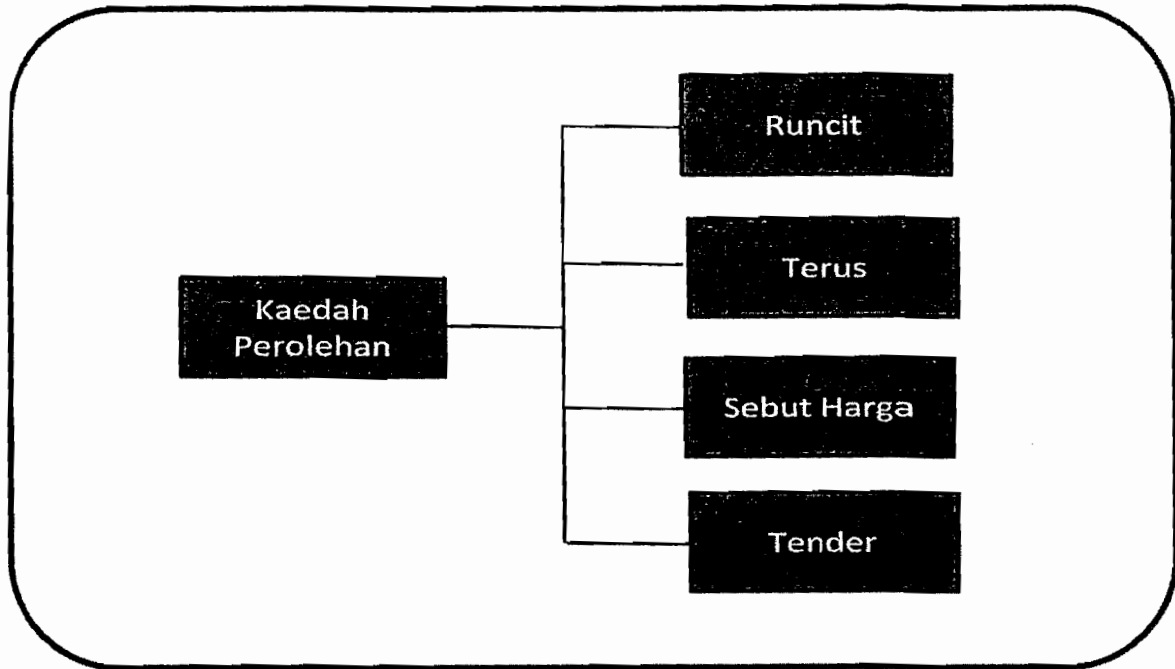 Runcit
Terus
Kaedah
Perolehan
Sebut Harga
Tender